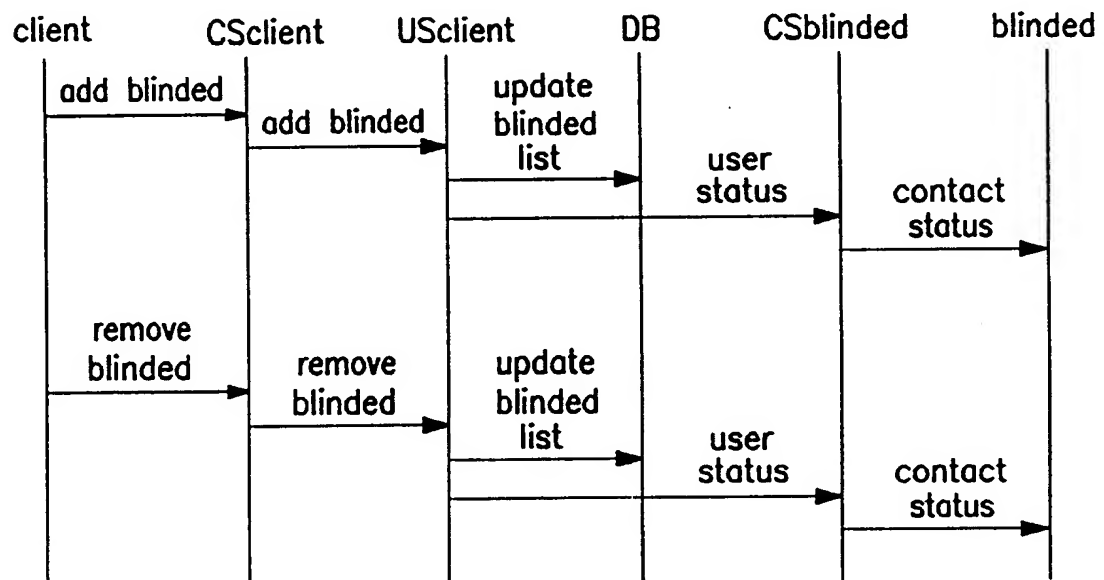 client CSclient USclient DB CSblinded blinded
add blinded
add blinded
update
blinded
list
user
status
contact
status
remove
blinded
remove
blinded
update
blinded
list
user
status
contact
status